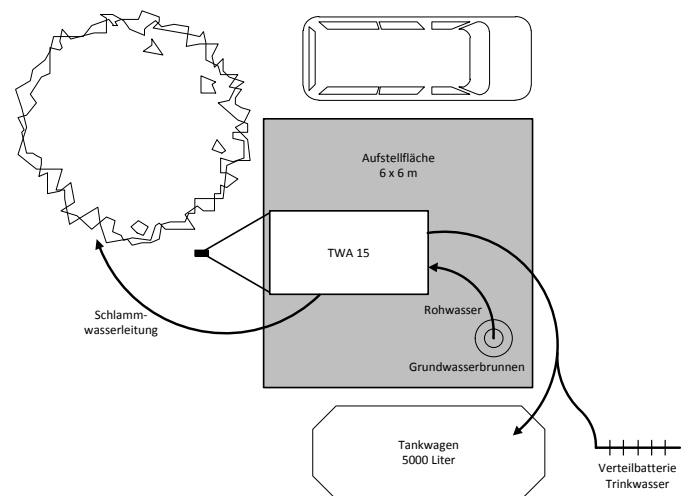 Aufstellfläche
6 x 6 m
TWA 15
Schlamm-
wasserleitung
Rohwasser
Grundwasserbrunnen
Tankwagen
5000 Liter
Verteilbatterie
Trinkwasser